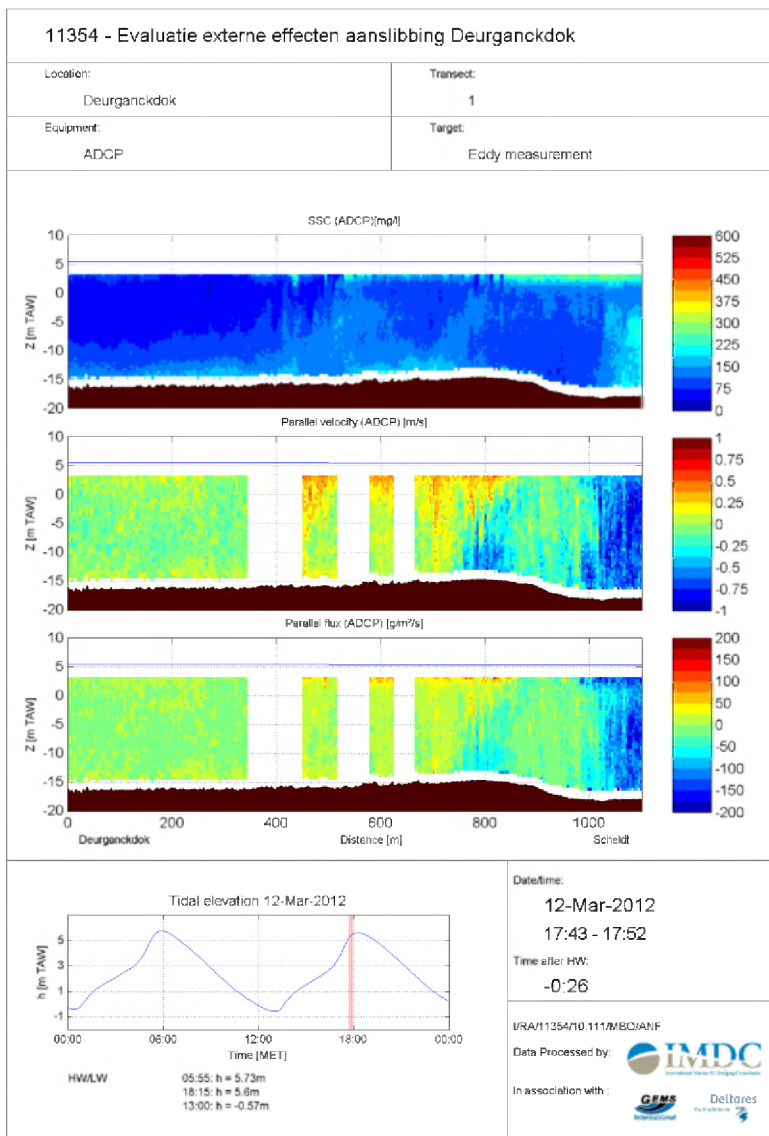 11354 - Evaluatie externe effecten aanslibbing Deurganckdok
Location:
Deurganckdok
Transect:
1
Equipment:
ADCP
Target:
Eddy measurement
SSC (ADCP)[mg/l]
Z [m TAW]
10
5
0
-5
-10
-15
-20
600
525
450
375
300
225
150
75
0
Parallel velocity (ADCP) [m/s]
Z [m TAW]
10
5
0
-5
-10
-15
-20
1
0.75
0.5
0.25
0
-0.25
-0.5
-0.75
-1
Parallel flux (ADCP) [g/m²/s]
Z [m TAW]
10
5
0
-5
-10
-15
-20
200
150
100
50
0
-50
-100
-150
-200
0 200 400 600 800 1000
Deurganckdok Distance [m] Scheldt
Tidal elevation 12-Mar-2012
h [m TAW]
5
3
1
-1
00:00 06:00 12:00 18:00 00:00
Time [MET]
HW/LW 05:55: h = 5.73m
18:15: h = 5.6m
13:00: h = -0.57m
Date/time:
12-Mar-2012
17:43 - 17:52
Time after HW:
-0:26
I/RA/11354/10.111/MBO/ANF
Data Processed by:
IMDC
In association with :
GEMS
International
Deltares